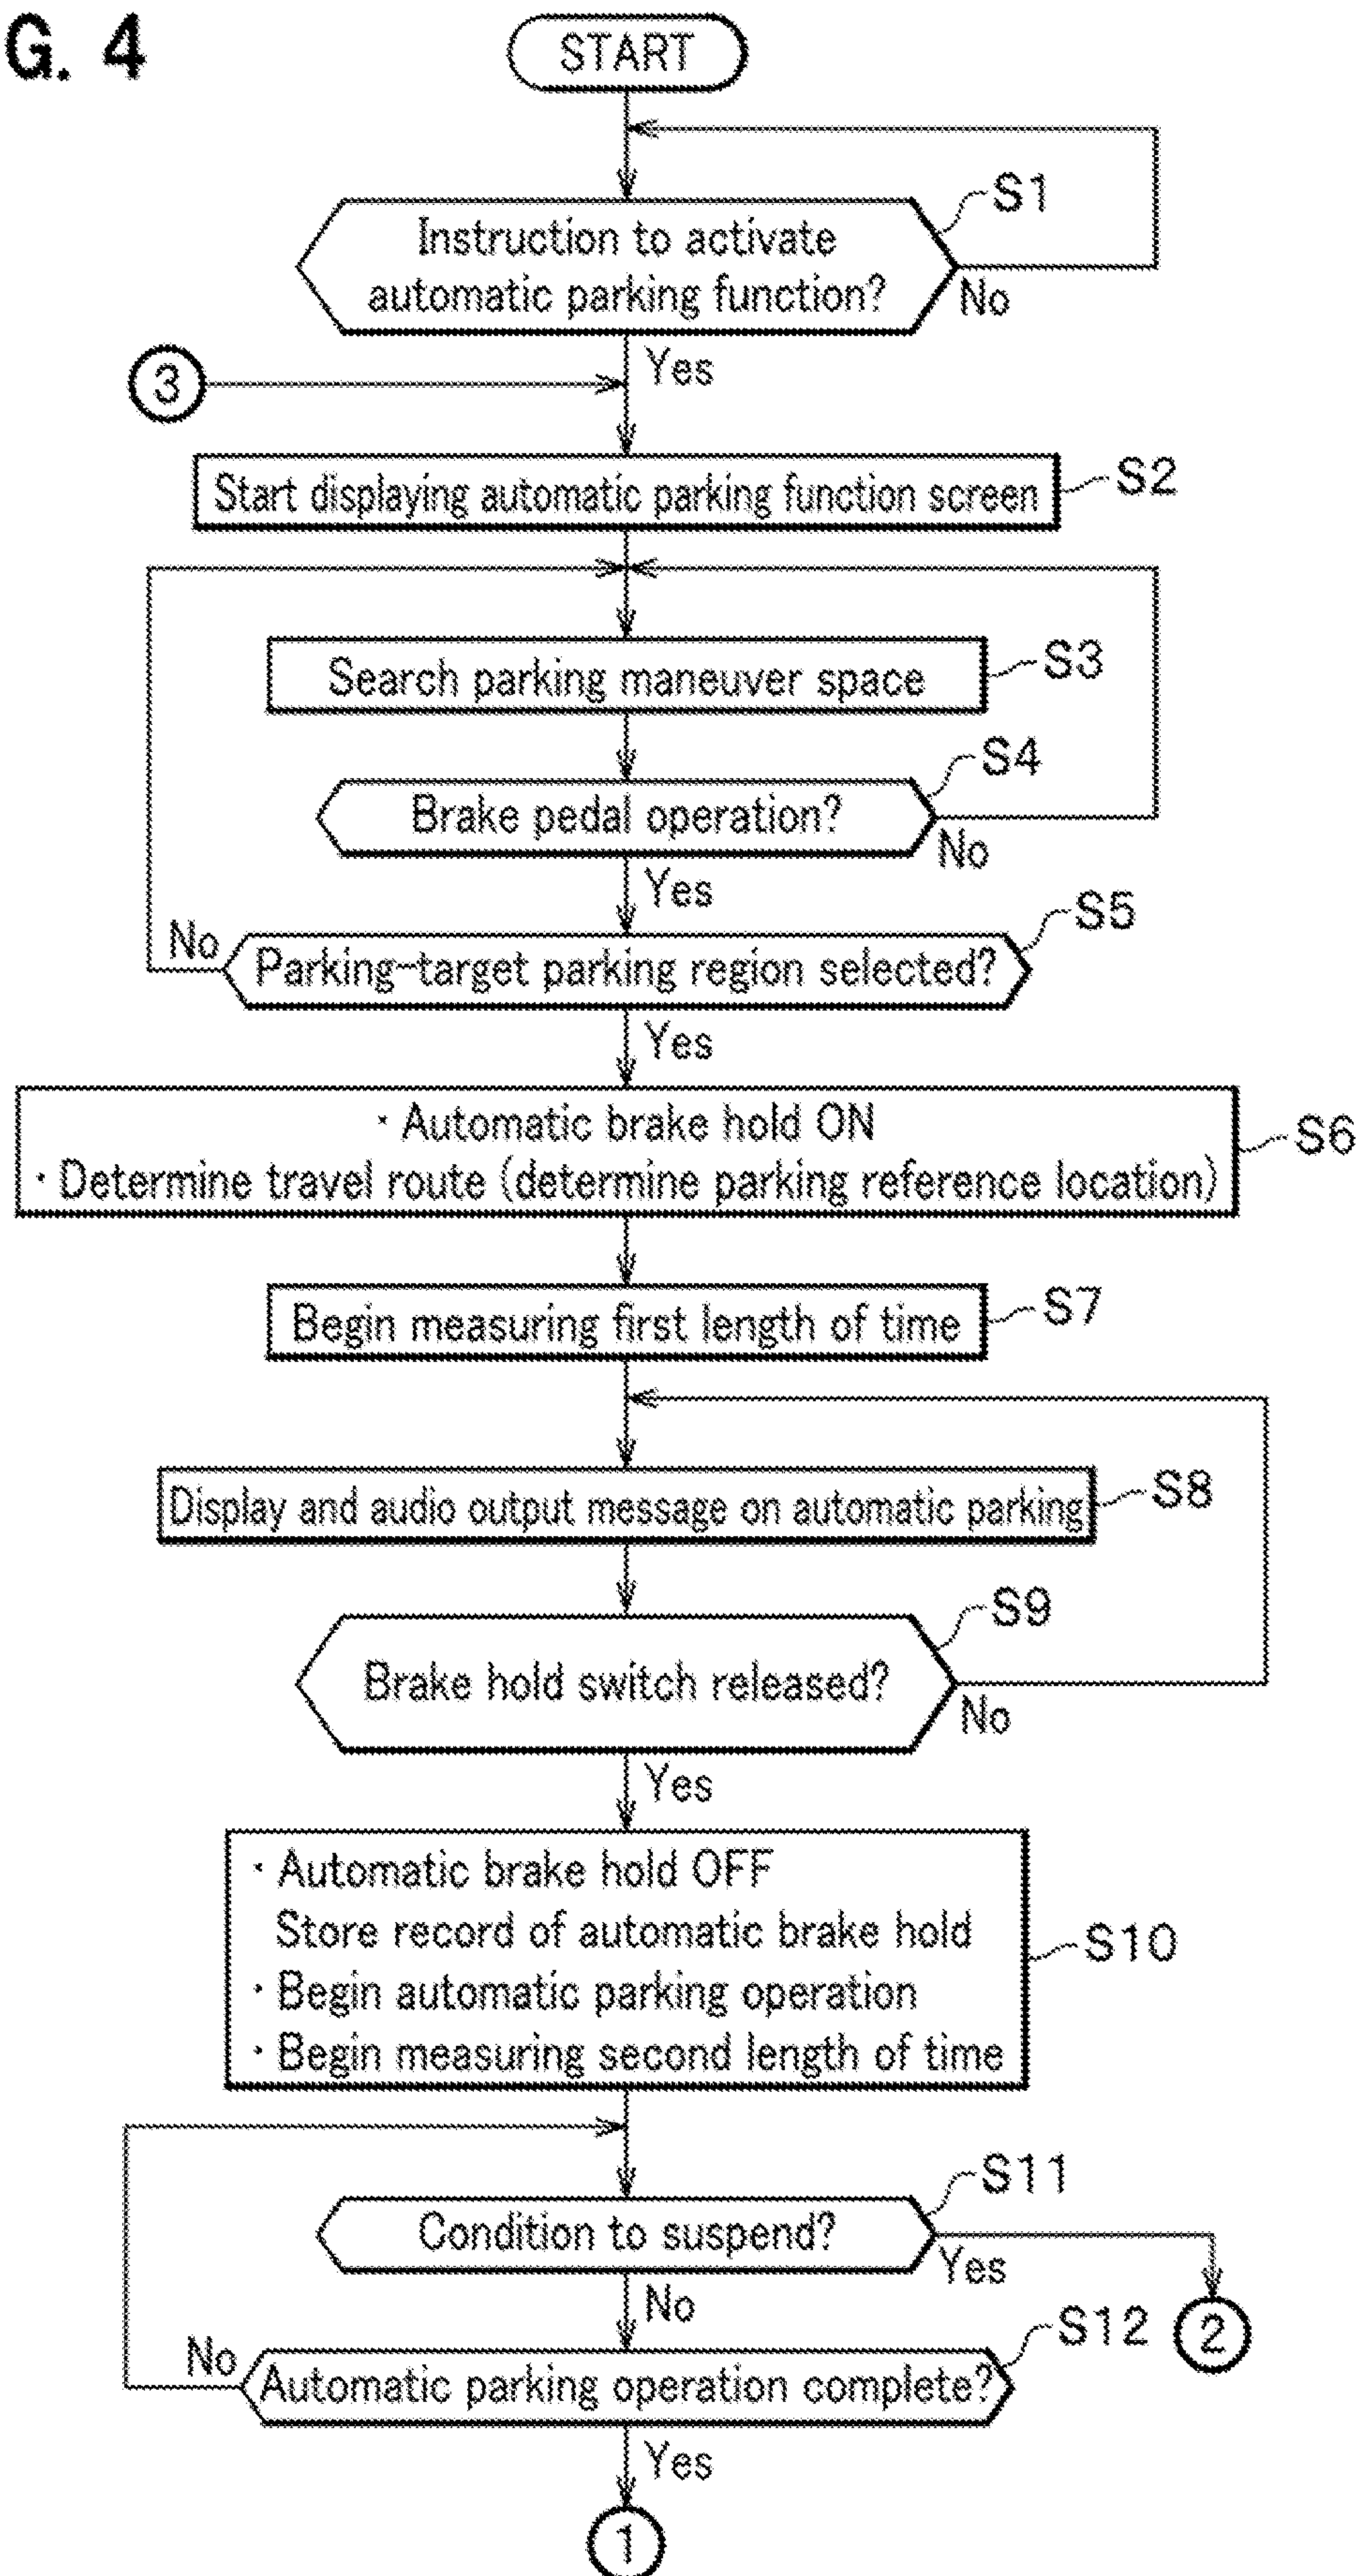 G. 4
START
S1
Instruction to activate
automatic parking function?
No
Yes
3
Start displaying automatic parking function screen
S2
Search parking maneuver space
S3
S4
Brake pedal operation?
No
Yes
S5
No
Parking-target parking region selected?
Yes
· Automatic brake hold ON
· Determine travel route (determine parking reference location)
S6
Begin measuring first length of time
S7
Display and audio output message on automatic parking
S8
S9
Brake hold switch released?
No
Yes
· Automatic brake hold OFF
Store record of automatic brake hold
· Begin automatic parking operation
· Begin measuring second length of time
S10
S11
Condition to suspend?
Yes
No
S12
2
No
Automatic parking operation complete?
Yes
1